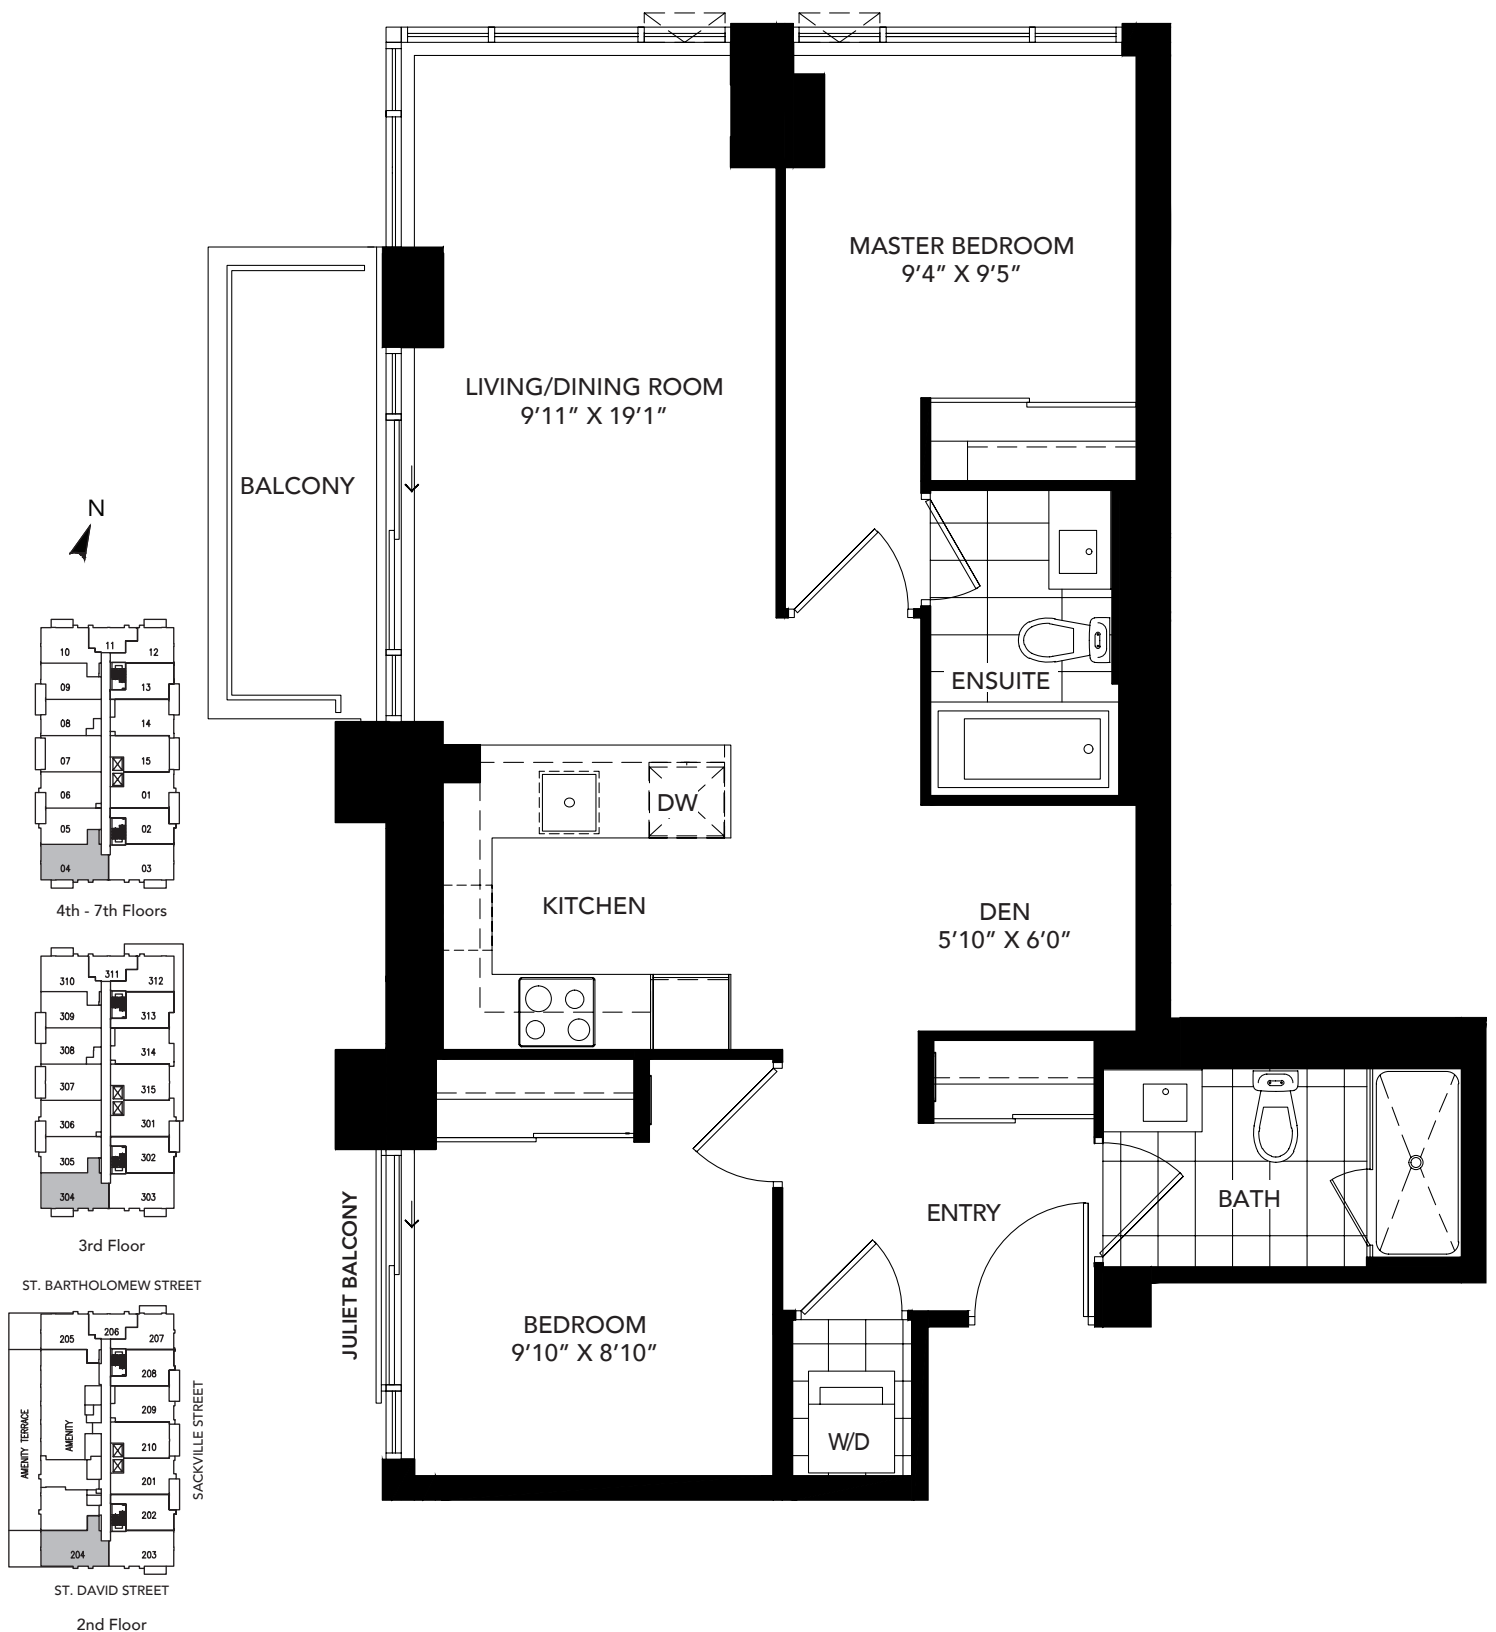 MASTER BEDROOM
9'4" X 9'5"
LIVING/DINING ROOM
9'11" X 19'1"
BALCONY
N
ENSUITE
DW
KITCHEN
DEN
5'10" X 6'0"
JULIET BALCONY
ENTRY
BATH
BEDROOM
9'10" X 8'10"
W/D
10
11
12
09
13
08
14
07
15
06
01
05
02
04
03
4th - 7th Floors
310
311
312
309
313
308
314
307
315
306
301
305
302
304
303
3rd Floor
ST. BARTHOLOMEW STREET
205
206
207
208
209
AMENITY TERRACE
AMENITY
210
SACKVILLE STREET
201
202
204
203
ST. DAVID STREET
2nd Floor